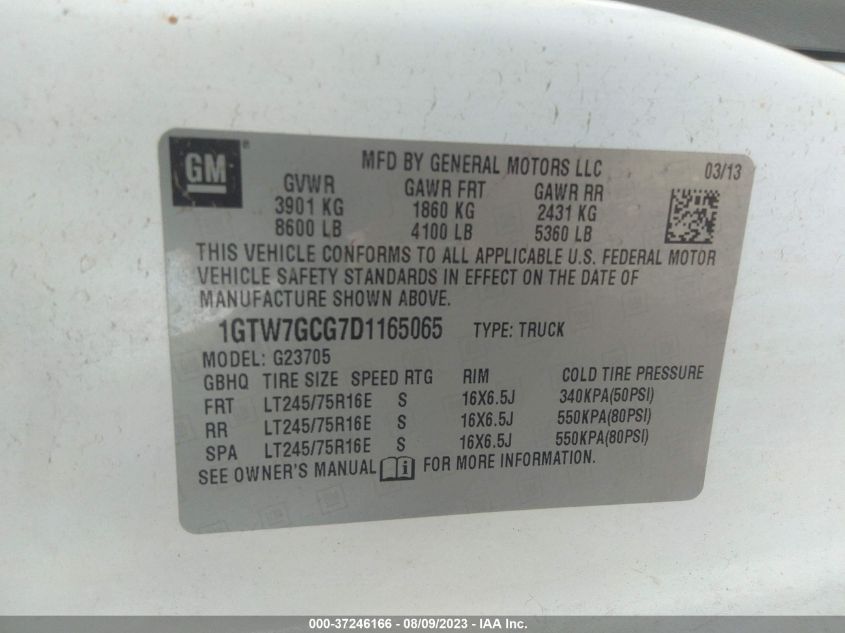 GM
®
MFD BY GENERAL MOTORS LLC 03/13
GVWR GAWR FRT GAWR RR
3901 KG 1860 KG 2431 KG
8600 LB 4100 LB 5360 LB
THIS VEHICLE CONFORMS TO ALL APPLICABLE U.S. FEDERAL MOTOR
VEHICLE SAFETY STANDARDS IN EFFECT ON THE DATE OF
MANUFACTURE SHOWN ABOVE.
1GTW7GCG7D1165065 TYPE: TRUCK
MODEL: G23705
GBHQ TIRE SIZE SPEED RTG RIM COLD TIRE PRESSURE
FRT LT245/75R16E S 16X6.5J 340KPA(50PSI)
RR LT245/75R16E S 16X6.5J 550KPA(80PSI)
SPA LT245/75R16E S 16X6.5J 550KPA(80PSI)
SEE OWNER'S MANUAL i FOR MORE INFORMATION.
000-37246166 - 08/09/2023 - IAA Inc.